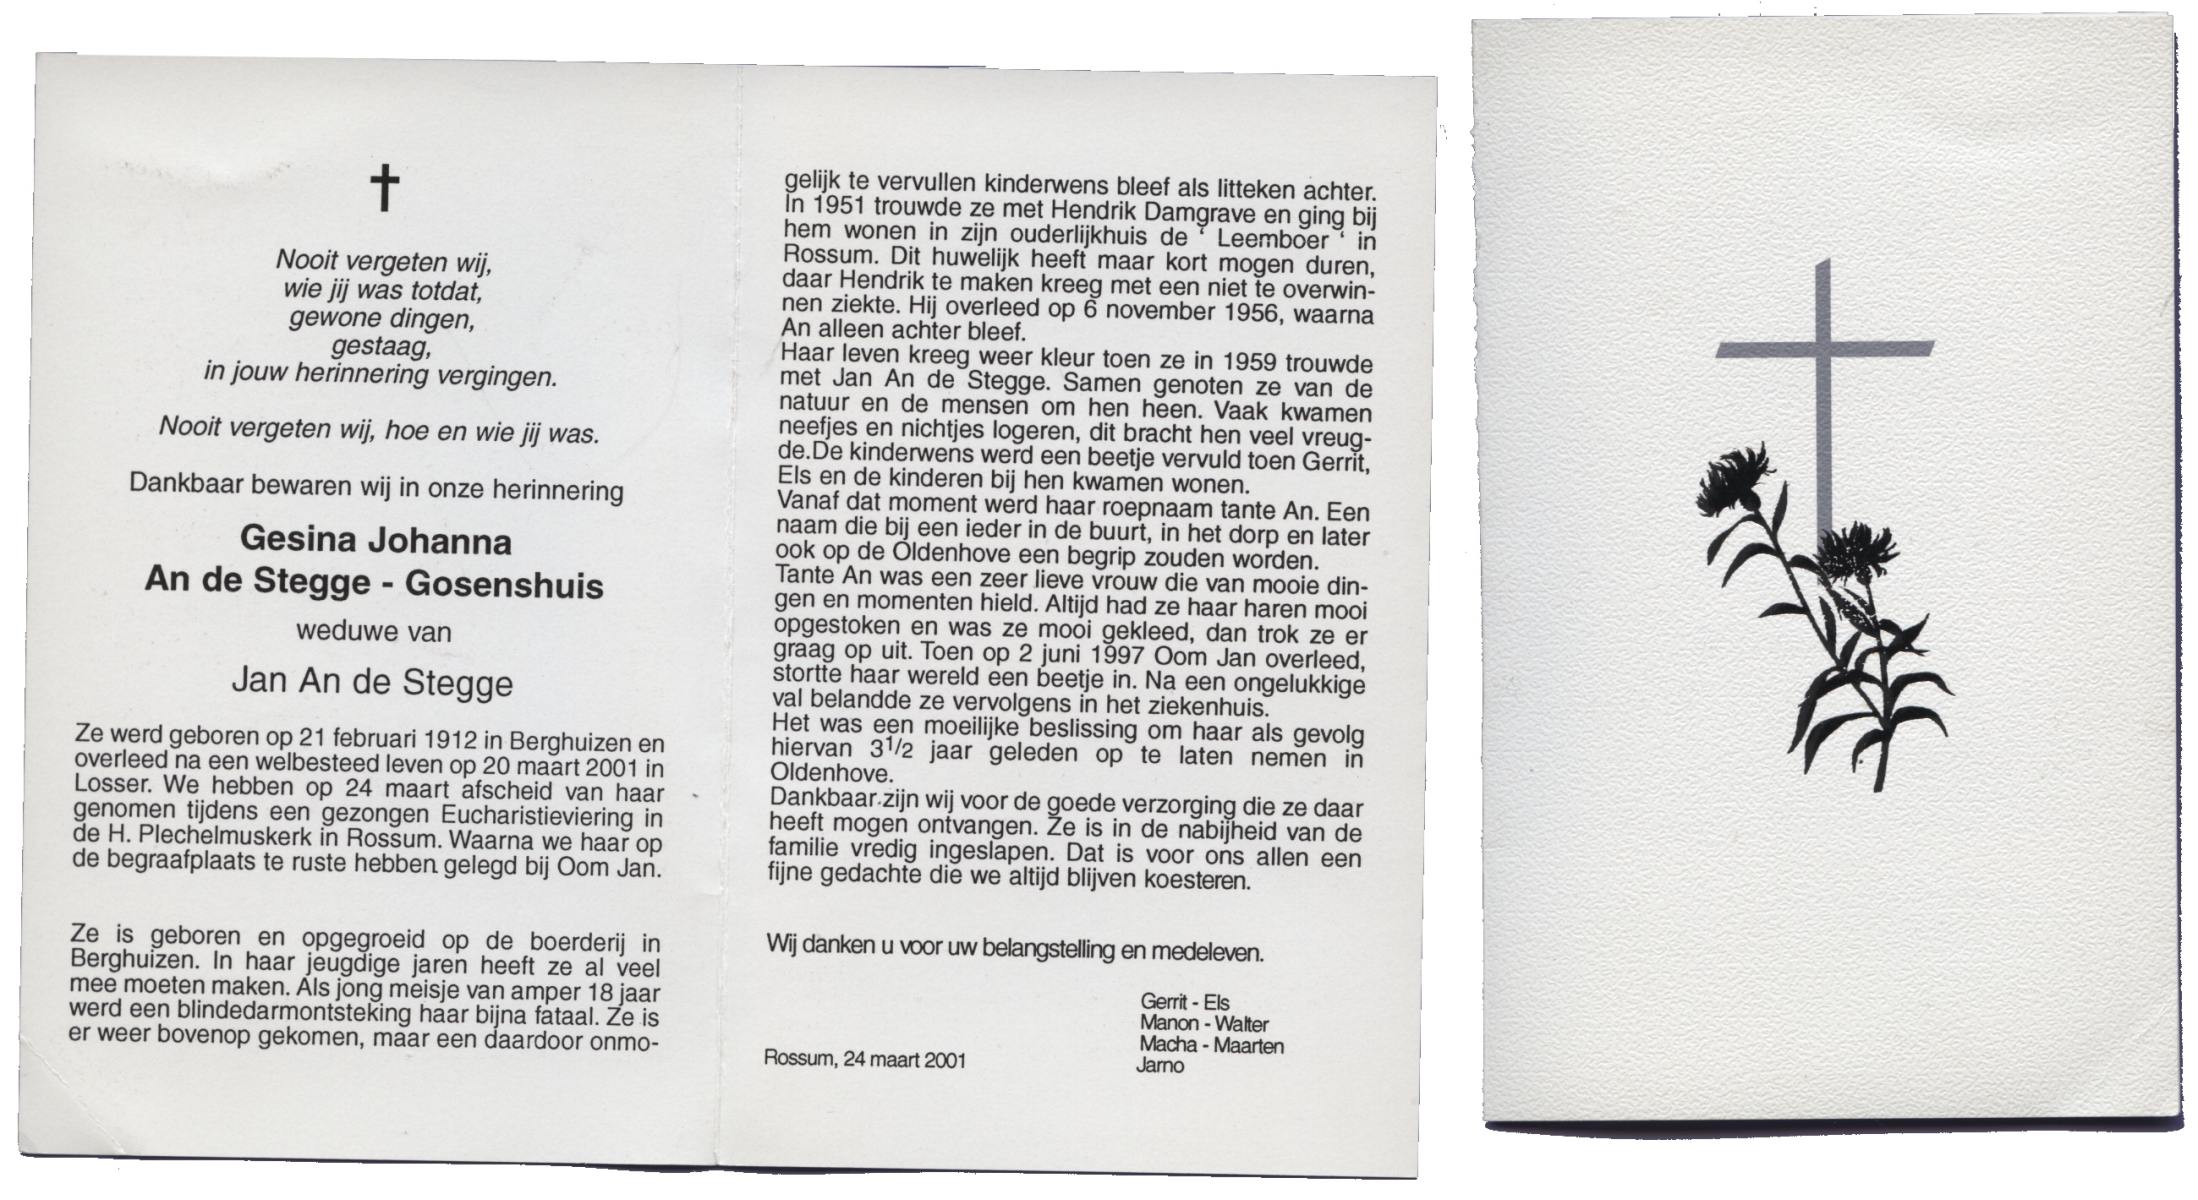 Nooit vergeten wij,
wie jij was totdat,
gewone dingen,
gestaag,
in jouw herinnering vergingen.
Nooit vergeten wij, hoe en wie jij was.
Dankbaar bewaren wij in onze herinnering
Gesina Johanna
An de Stegge - Gosenshuis
weduwe van
Jan An de Stegge
Ze werd geboren op 21 februari 1912 in Berghuizen en
overleed na een welbesteed leven op 20 maart 2001 in
Losser. We hebben op 24 maart afscheid van haar
genomen tijdens een gezongen Eucharistieviering in
de H. Plechelmuskerk in Rossum. Waarna we haar op
de begraafplaats te ruste hebben gelegd bij Oom Jan.
Ze is geboren en opgegroeid op de boerderij in
Berghuizen. In haar jeugdige jaren heeft ze al veel
mee moeten maken. Als jong meisje van amper 18 jaar
werd een blindedarmontsteking haar bijna fataal. Ze is
er weer bovenop gekomen, maar een daardoor onmo-
gelijk te vervullen kinderwens bleef als litteken achter.
In 1951 trouwde ze met Hendrik Damgrave en ging bij
hem wonen in zijn ouderlijkhuis de ‘ Leemboer ‘ in
Rossum. Dit huwelijk heeft maar kort mogen duren,
daar Hendrik te maken kreeg met een niet te overwin-
nen ziekte. Hij overleed op 6 november 1956, waarna
An alleen achter bleef.
Haar leven kreeg weer kleur toen ze in 1959 trouwde
met Jan An de Stegge. Samen genoten ze van de
natuur en de mensen om hen heen. Vaak kwamen
neefjes en nichtjes logeren, dit bracht hen veel vreug-
de.De kinderwens werd een beetje vervuld toen Gerrit,
Els en de kinderen bij hen kwamen wonen.
Vanaf dat moment werd haar roepnaam tante An. Een
naam die bij een ieder in de buurt, in het dorp en later
ook op de Oldenhove een begrip zouden worden.
Tante An was een zeer lieve vrouw die van mooie din-
gen en momenten hield. Altijd had ze haar haren mooi
opgestoken en was ze mooi gekleed, dan trok ze er
graag op uit. Toen op 2 juni 1997 Oom Jan overleed,
stortte haar wereld een beetje in. Na een ongelukkige
val belandde ze vervolgens in het ziekenhuis.
Het was een moeilijke beslissing om haar als gevolg
hiervan 3 1/2 jaar geleden op te laten nemen in
Oldenhove.
Dankbaar zijn wij voor de goede verzorging die ze daar
heeft mogen ontvangen. Ze is in de nabijheid van de
familie vredig ingeslapen. Dat is voor ons allen een
fijne gedachte die we altijd blijven koesteren.
Wij danken u voor uw belangstelling en medeleven.
Gerrit - Els
Manon - Walter
Macha - Maarten
Jarno
Rossum, 24 maart 2001